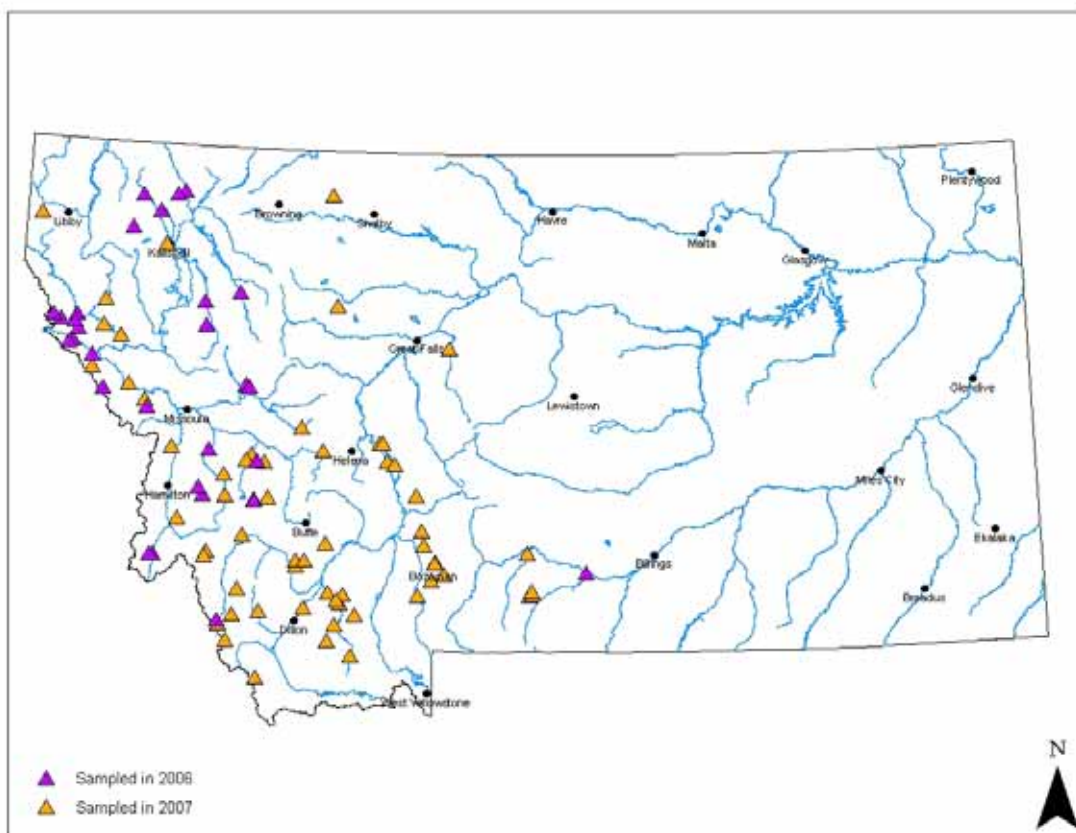 Plentywood
Libby
Browning
Shelby
Havre
Malta
Glasgow
Kalispell
Great Falls
Glendive
Lewistown
Missoula
Helena
Miles City
Hamilton
Butte
Ekalaka
Billings
Bozeman
Broadus
Dillon
West Yellowstone
N
Sampled in 2006
Sampled in 2007